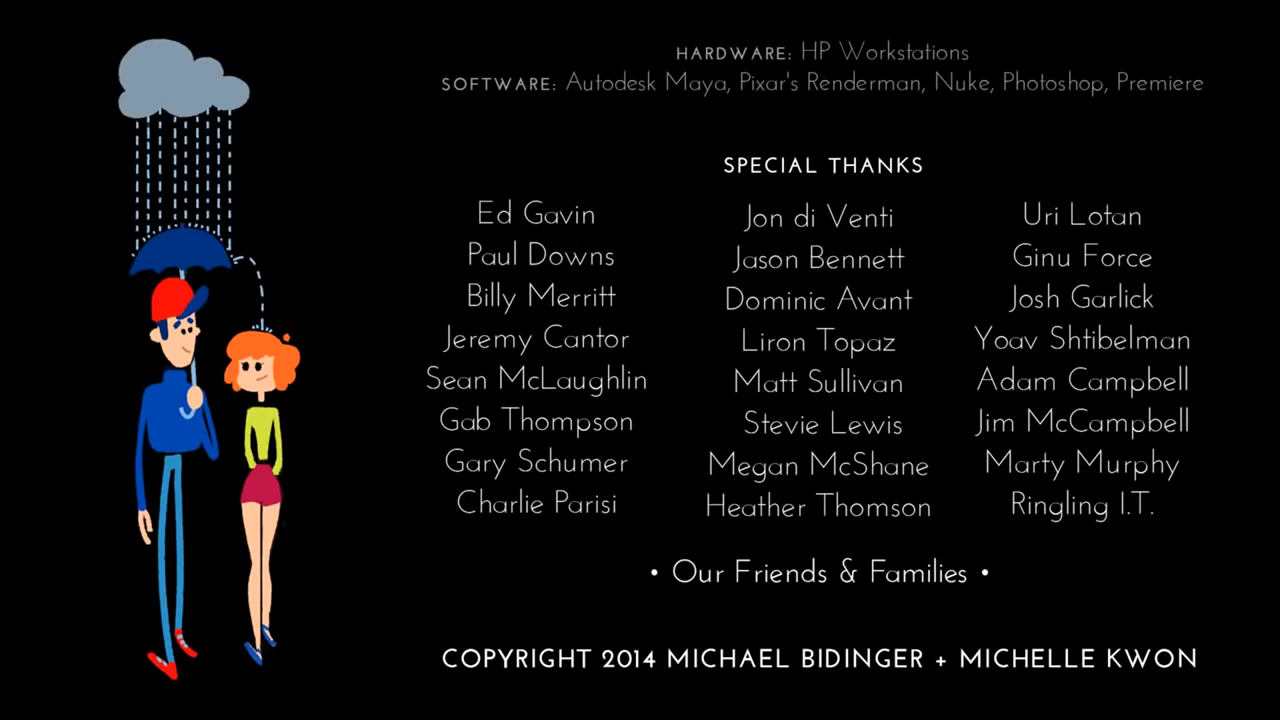 HARDWARE: HP Workstations
SOFTWARE: Autodesk Maya, Pixar's Renderman, Nuke, Photoshop, Premiere
SPECIAL THANKS
Ed Gavin
Paul Downs
Billy Merritt
Jeremy Cantor
Sean McLaughlin
Gab Thompson
Gary Schumer
Charlie Parisi
Jon di Venti
Jason Bennett
Dominic Avant
Liron Topaz
Matt Sullivan
Stevie Lewis
Megan McShane
Heather Thomson
Uri Lotan
Ginu Force
Josh Garlick
Yoav Shtibelman
Adam Campbell
Jim McCampbell
Marty Murphy
Ringling I.T.
• Our Friends & Families •
COPYRIGHT 2014 MICHAEL BIDINGER + MICHELLE KWON